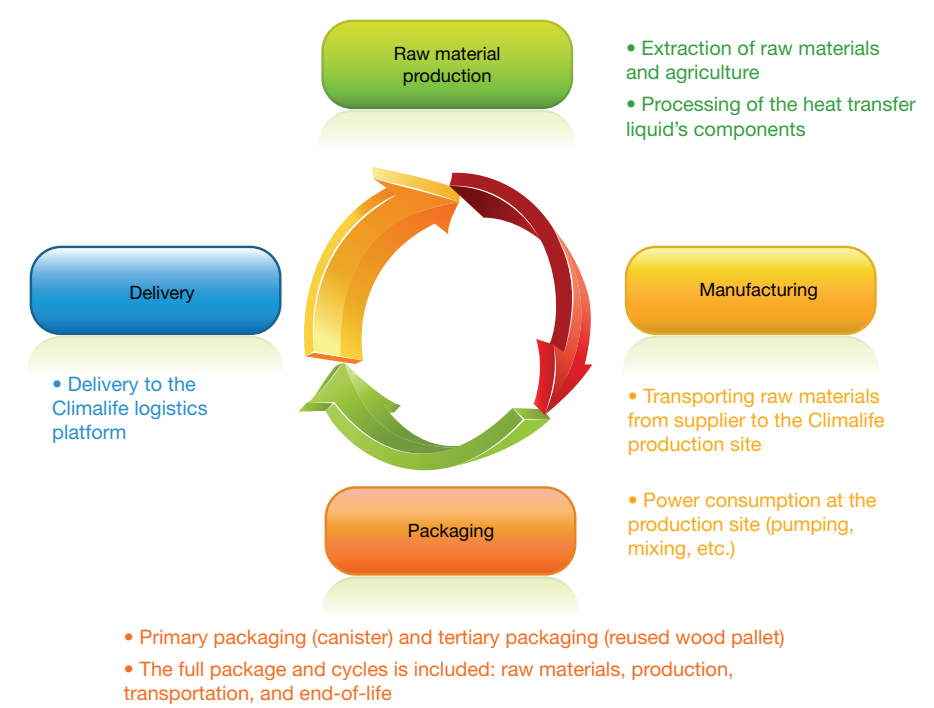 Raw material
production
• Extraction of raw materials
and agriculture
• Processing of the heat transfer
liquid's components
Manufacturing
• Transporting raw materials
from supplier to the Climalife
production site
• Power consumption at the
production site (pumping,
mixing, etc.)
Packaging
• Primary packaging (canister) and tertiary packaging (reused wood pallet)
• The full package and cycles is included: raw materials, production,
transportation, and end-of-life
Delivery
• Delivery to the
Climalife logistics
platform